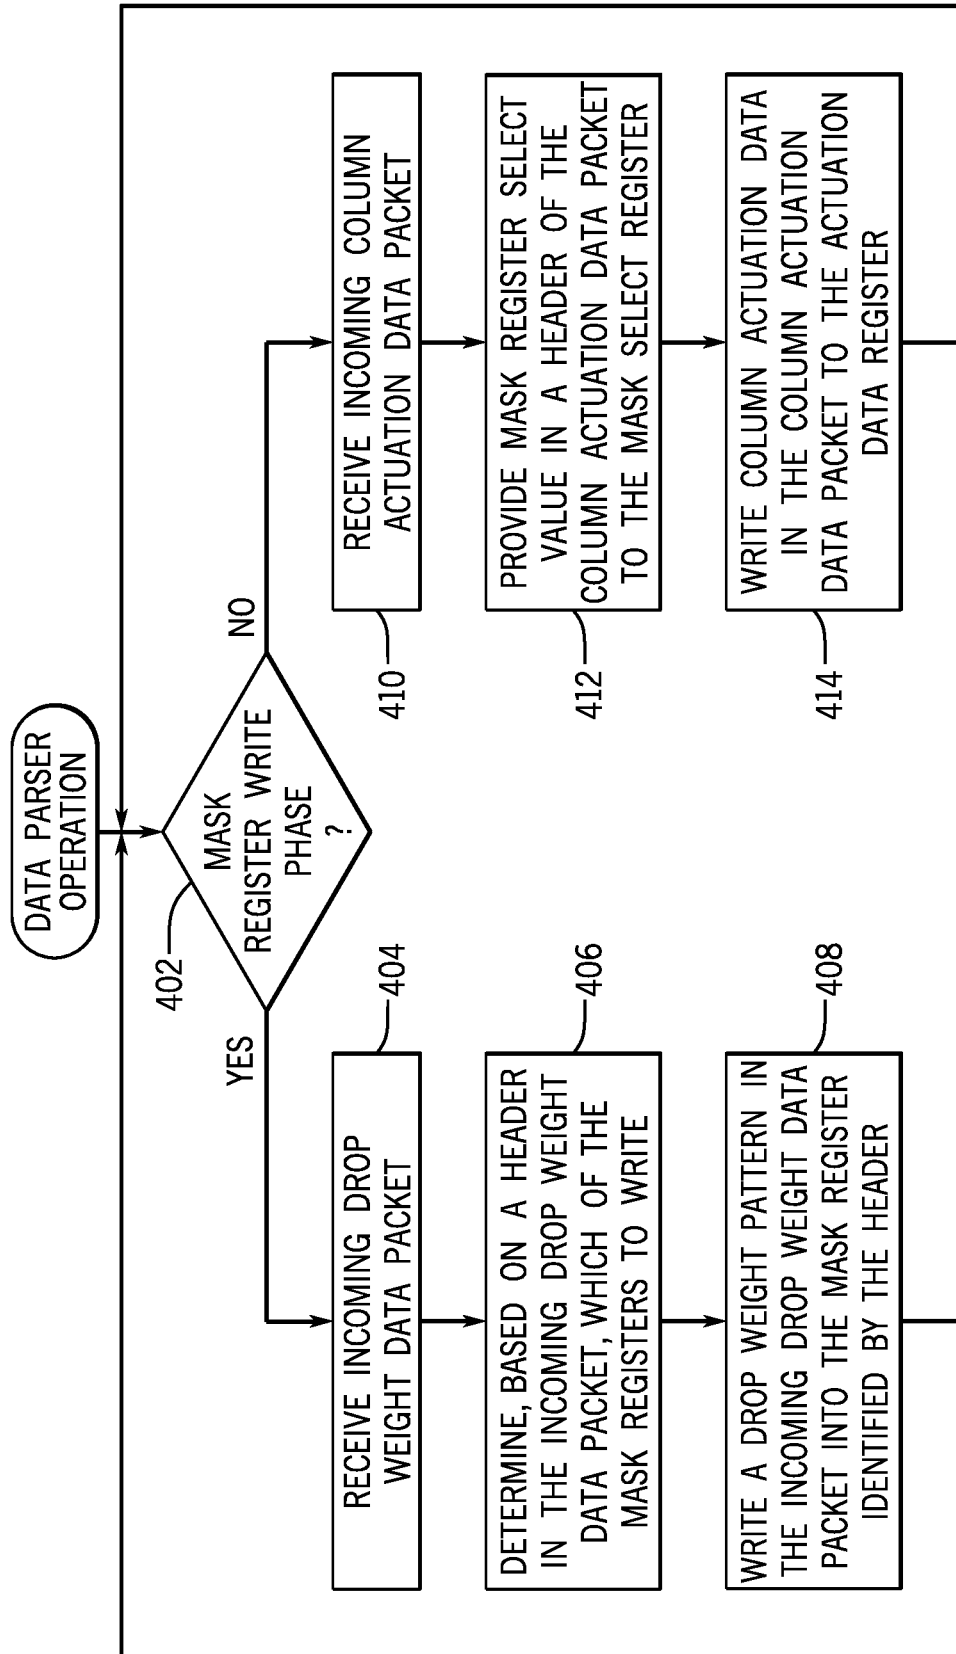 DATA PARSER
OPERATION
402
MASK
REGISTER WRITE
PHASE
?
YES
NO
404
RECEIVE INCOMING DROP
WEIGHT DATA PACKET
406
DETERMINE, BASED ON A HEADER
IN THE INCOMING DROP WEIGHT
DATA PACKET, WHICH OF THE
MASK REGISTERS TO WRITE
408
WRITE A DROP WEIGHT PATTERN IN
THE INCOMING DROP WEIGHT DATA
PACKET INTO THE MASK REGISTER
IDENTIFIED BY THE HEADER
410
RECEIVE INCOMING COLUMN
ACTUATION DATA PACKET
412
PROVIDE MASK REGISTER SELECT
VALUE IN A HEADER OF THE
COLUMN ACTUATION DATA PACKET
TO THE MASK SELECT REGISTER
414
WRITE COLUMN ACTUATION DATA
IN THE COLUMN ACTUATION
DATA PACKET TO THE ACTUATION
DATA REGISTER